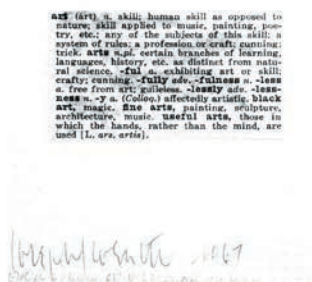 art (art) n. skill; human skill as opposed to
nature; skill applied to music, painting, poe-
try, etc.; any of the subjects of this skill; a
system of rules; a profession or craft; cunning;
trick. arts n.pl. certain branches of learning,
languages, history, etc. as distinct from natu-
ral science. -ful a. exhibiting art or skill;
crafty; cunning. -fully adv. -fulness n. -less
a. free from art; guileless. -lessly adv. -less-
ness n. -y a. (Colloq.) affectedly artistic. black
art, magic. fine arts, painting, sculpture,
architecture, music. useful arts, those in
which the hands, rather than the mind, are
used [L. ars, artis].
Joseph Kosuth 1967